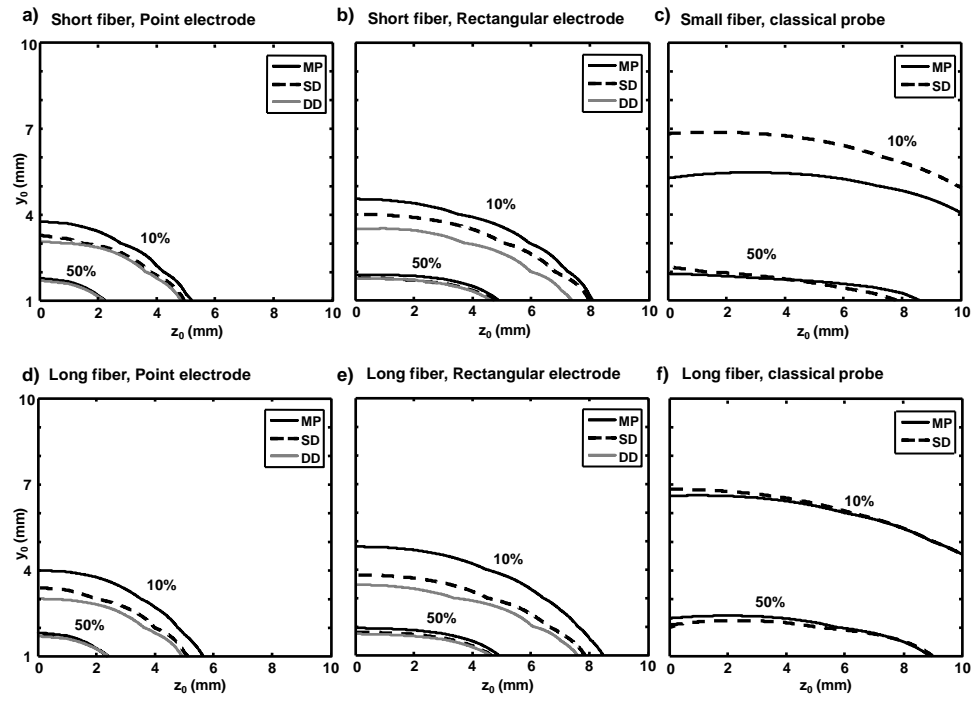 a) Short fiber, Point electrode
10
7
4
1
y₀ (mm)
MP
SD
DD
10%
50%
0 2 4 6 8 10
z₀ (mm)
b) Short fiber, Rectangular electrode
MP
SD
DD
10%
50%
0 2 4 6 8 10
z₀ (mm)
c) Small fiber, classical probe
MP
SD
10%
50%
0 2 4 6 8 10
z₀ (mm)
d) Long fiber, Point electrode
10
7
4
1
y₀ (mm)
MP
SD
DD
10%
50%
0 2 4 6 8 10
z₀ (mm)
e) Long fiber, Rectangular electrode
MP
SD
DD
10%
50%
0 2 4 6 8 10
z₀ (mm)
f) Long fiber, classical probe
MP
SD
10%
50%
0 2 4 6 8 10
z₀ (mm)